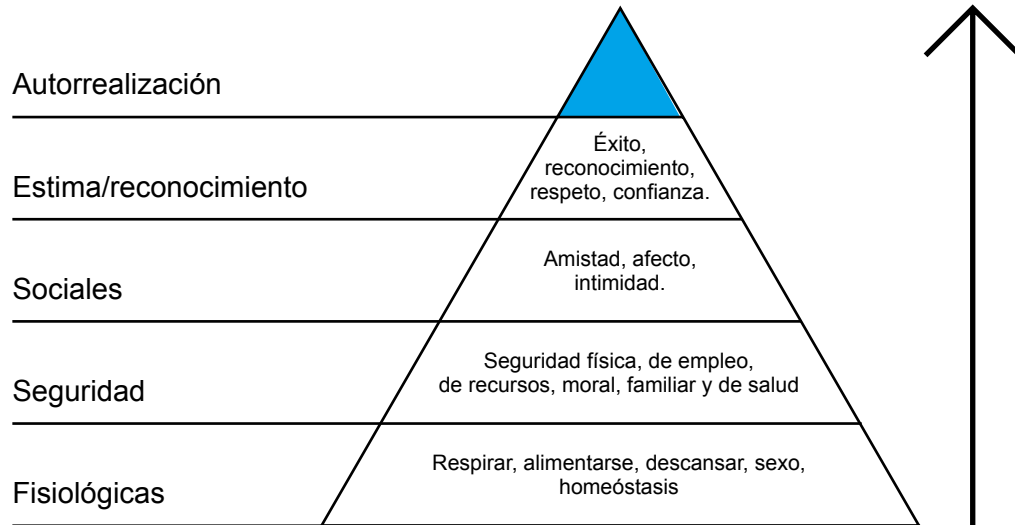 Autorrealización
Éxito,
reconocimiento,
respeto, confianza.
Estima/reconocimiento
Amistad, afecto,
intimidad.
Sociales
Seguridad física, de empleo,
de recursos, moral, familiar y de salud
Seguridad
Respirar, alimentarse, descansar, sexo,
homeóstasis
Fisiológicas